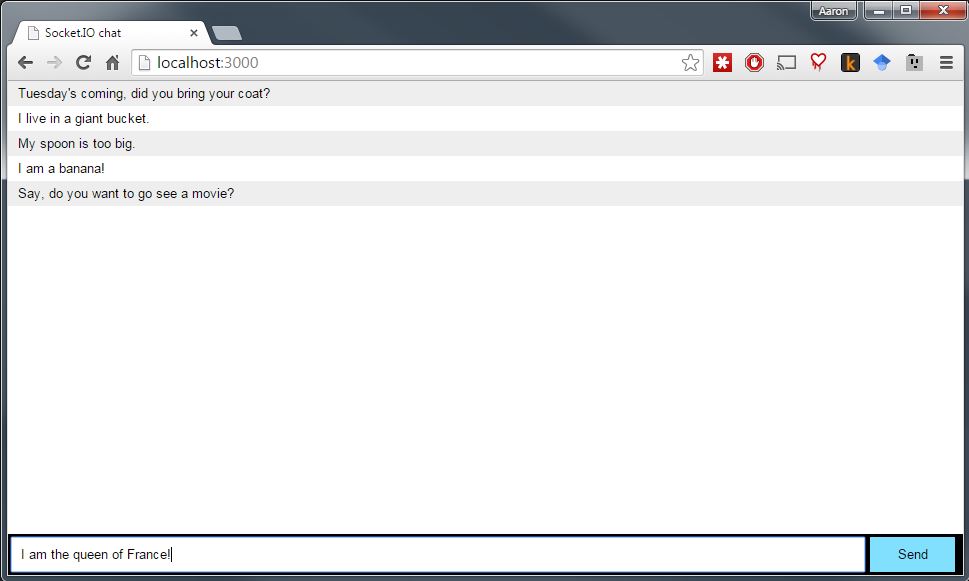 Aaron
Socket.IO chat
localhost:3000
k
Tuesday's coming, did you bring your coat?
I live in a giant bucket.
My spoon is too big.
I am a banana!
Say, do you want to go see a movie?
I am the queen of France!
Send